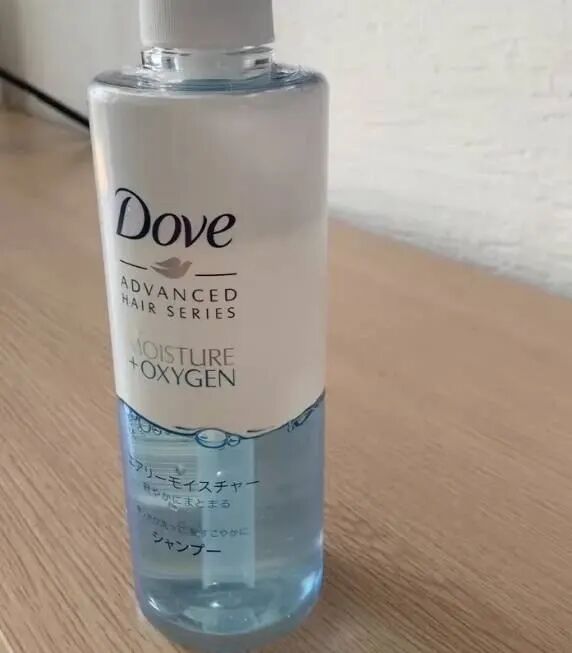 Dove
ADVANCED
HAIR SERIES
MOISTURE
+OXYGEN
エアリーモイスチャー
軽やかにまとまる
シャンプー